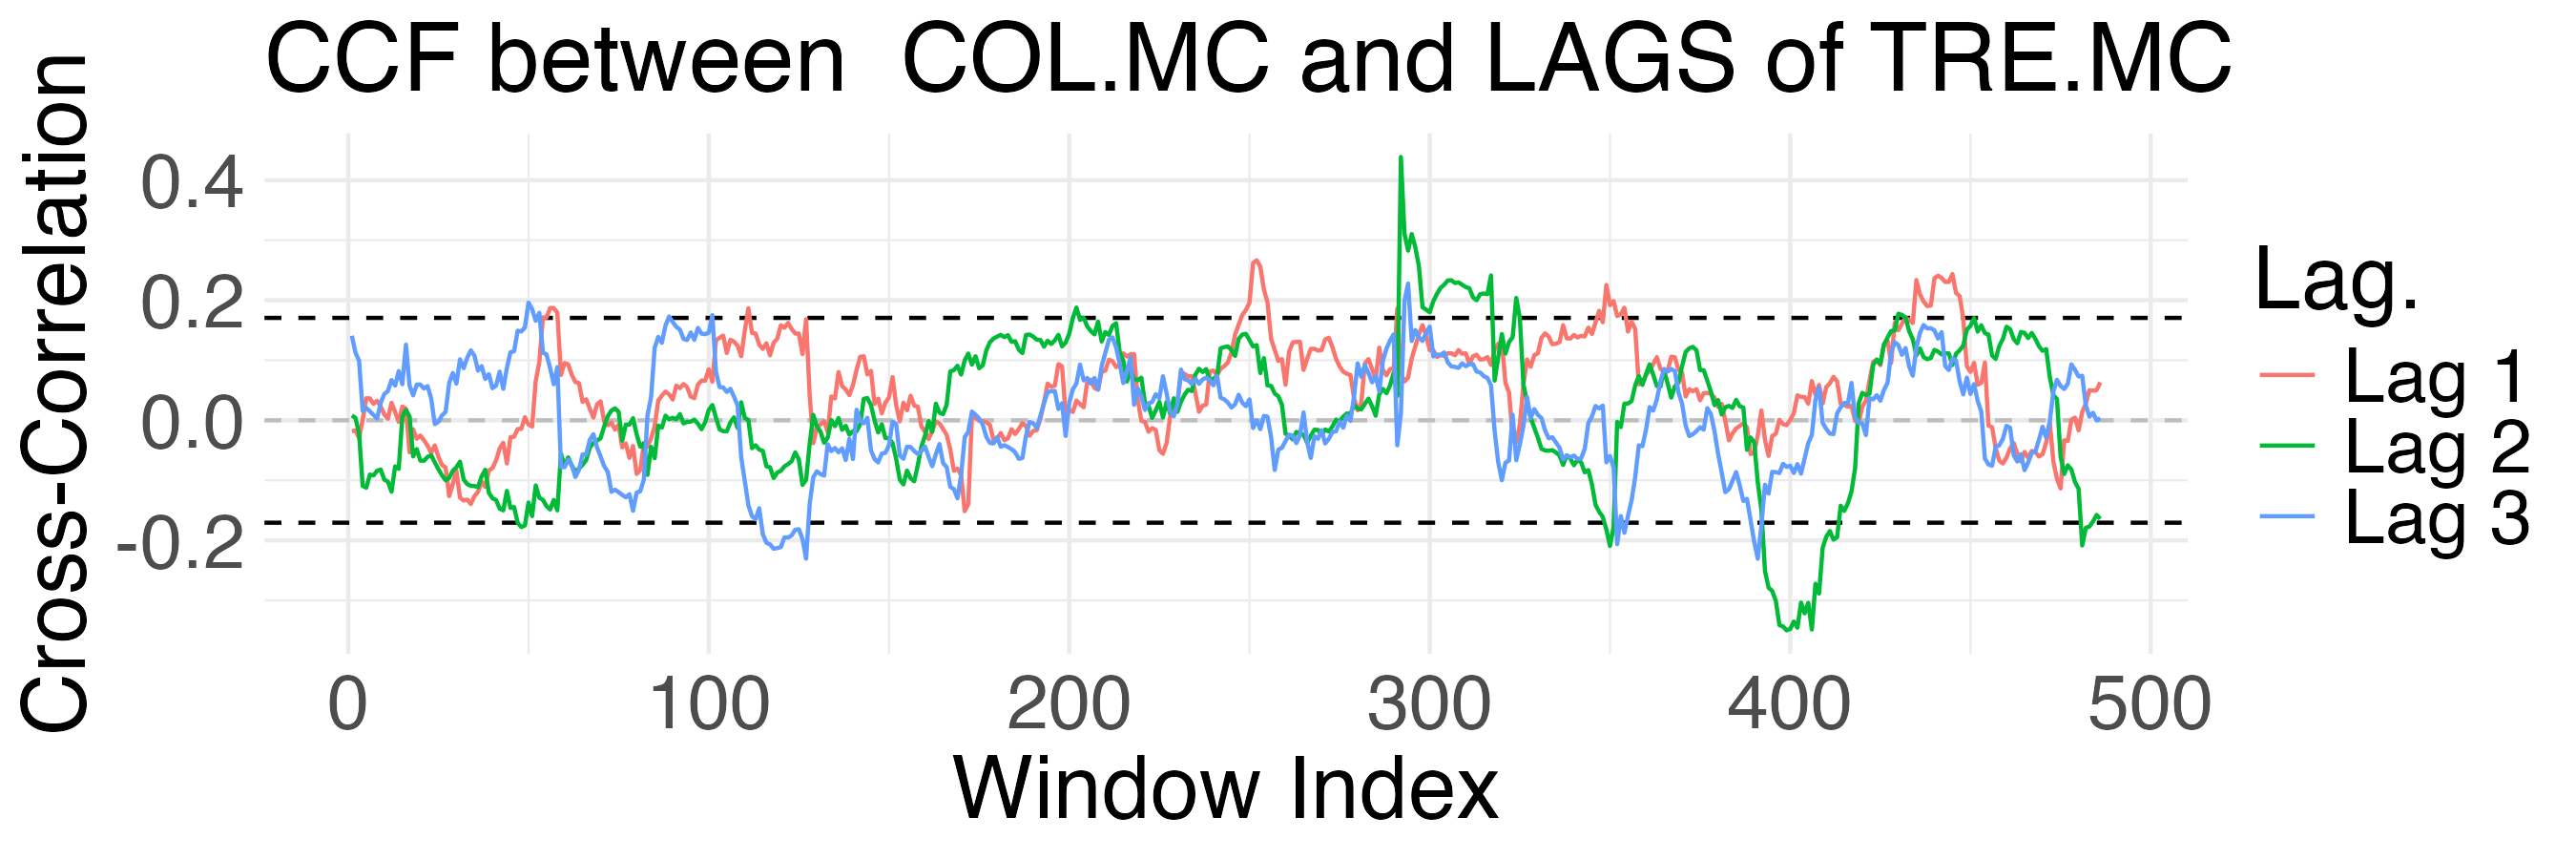 CCF between  COL.MC and LAGS of TRE.MC
Cross-Correlation
0.4
0.2
0.0
-0.2
0 100 200 300 400 500
Window Index
Lag.
Lag 1
Lag 2
Lag 3